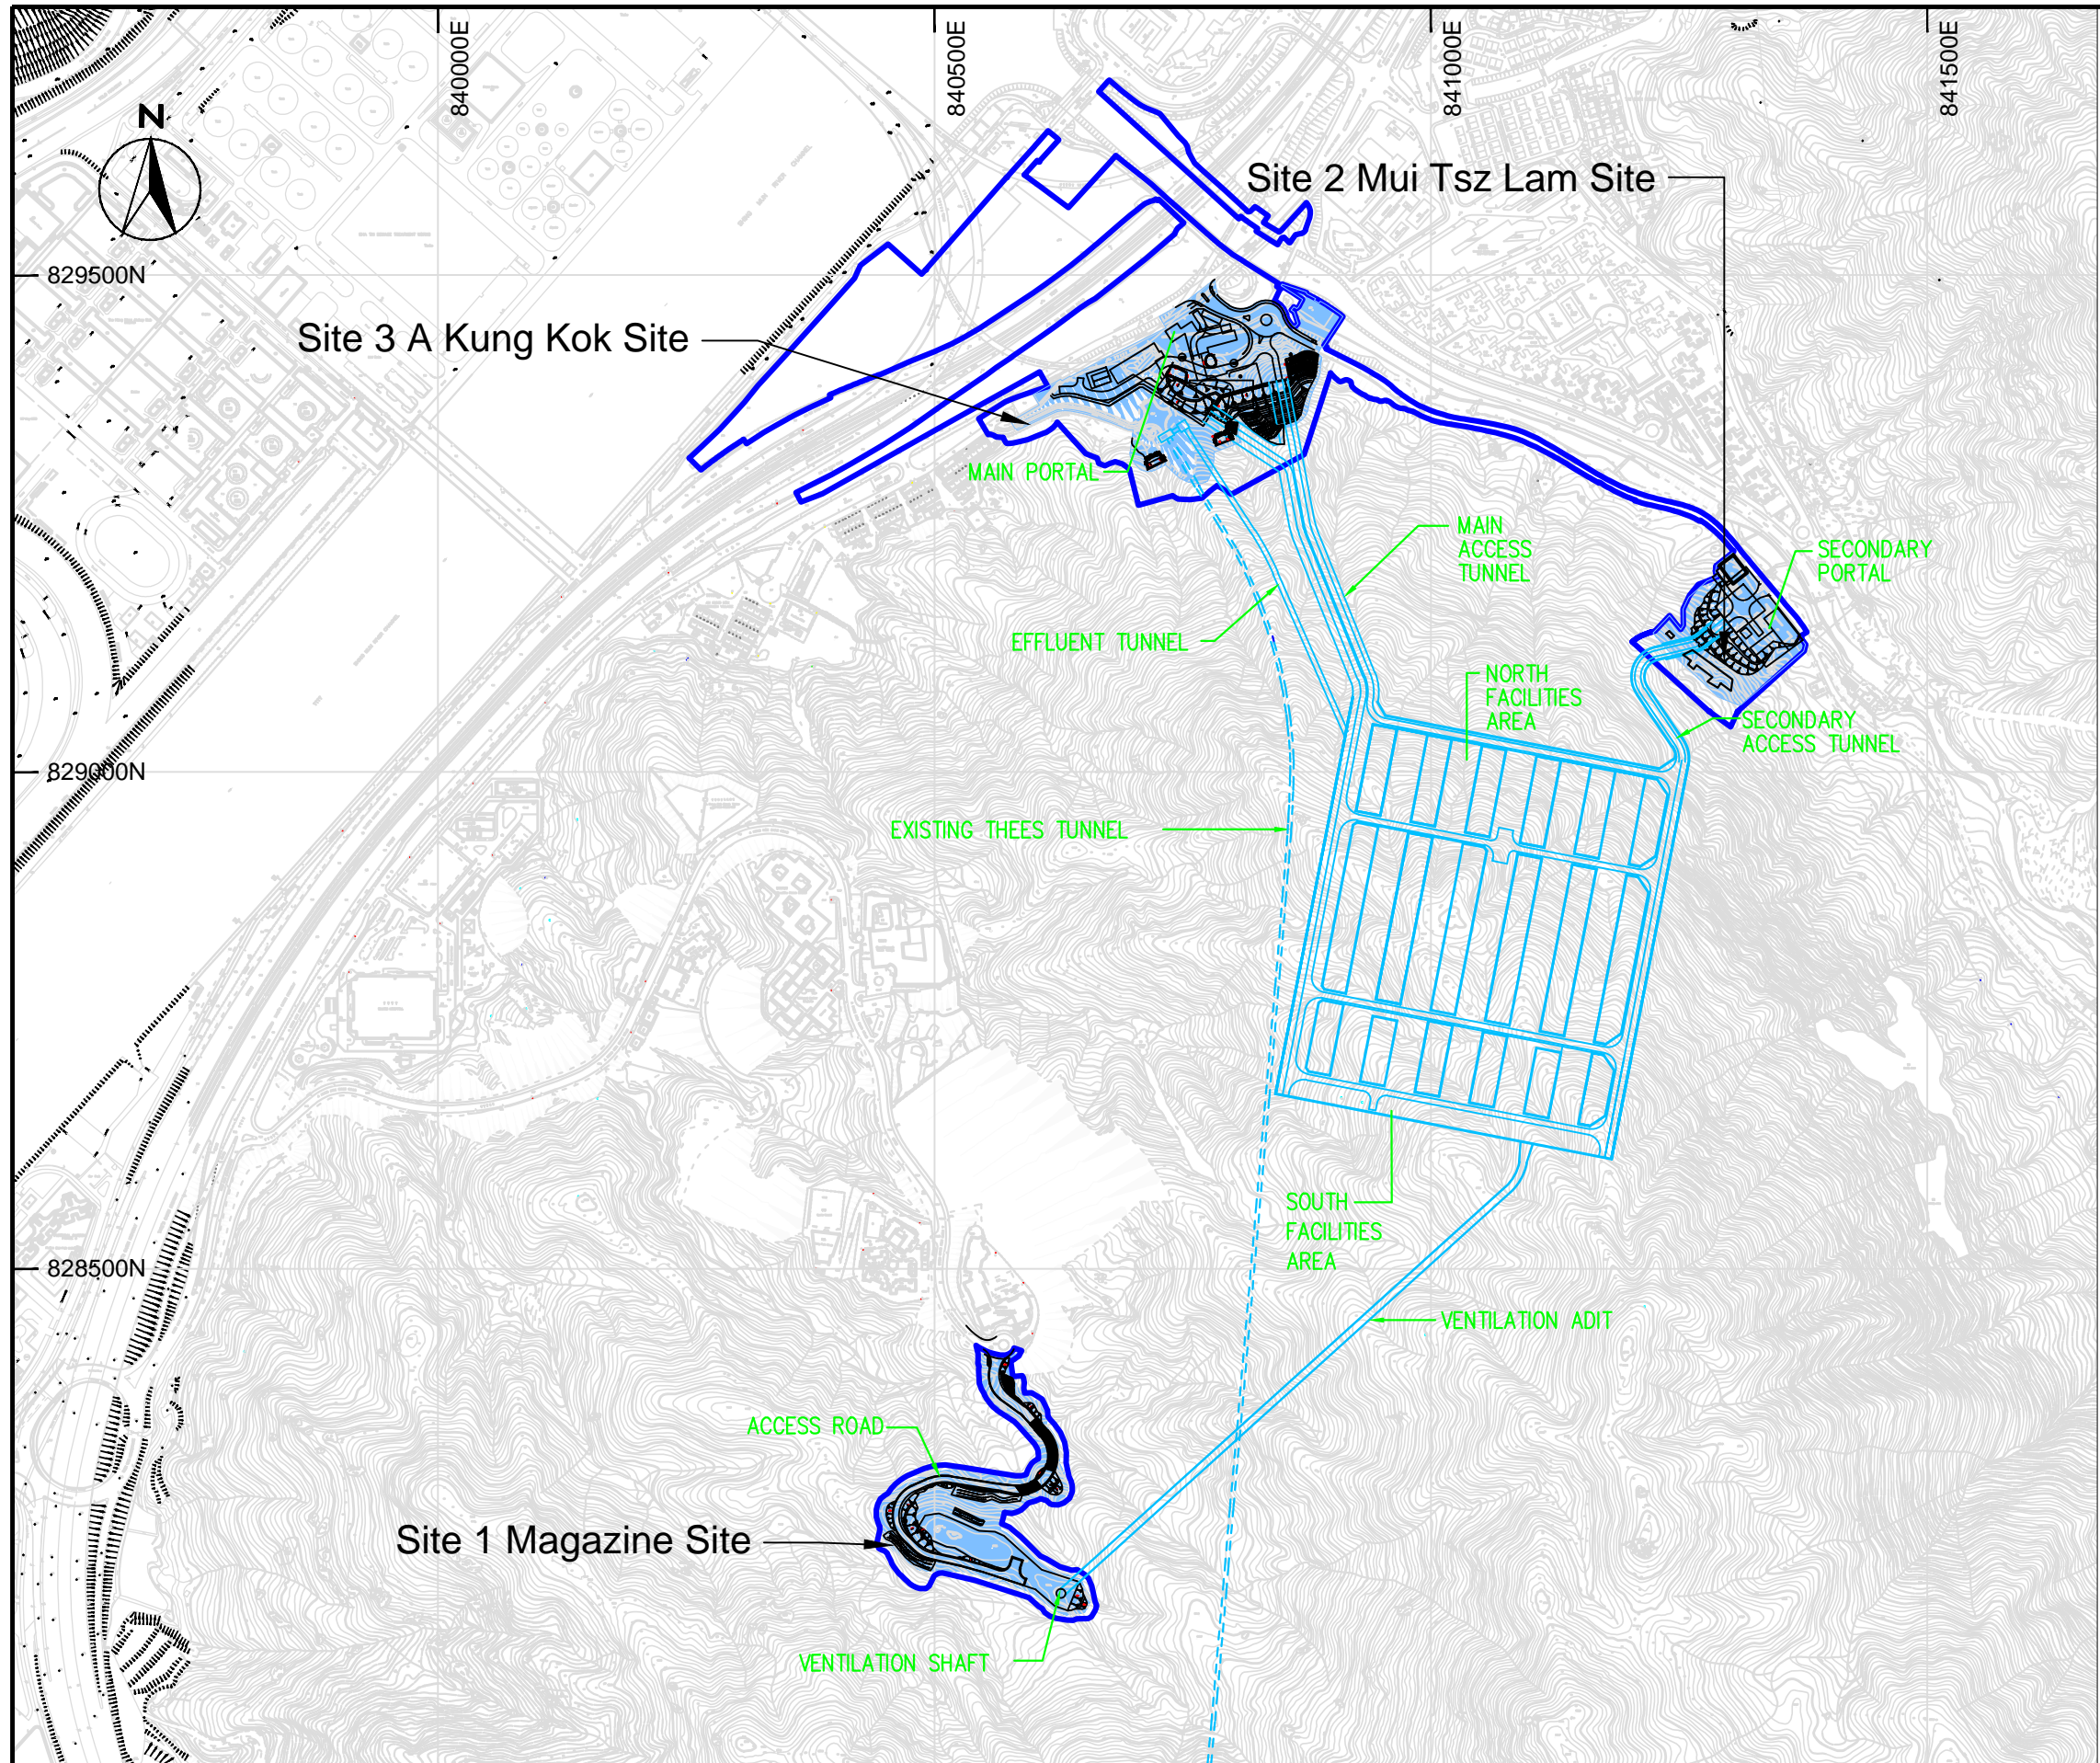 840000E
840500E
841000E
841500E
N
Site 2 Mui Tsz Lam Site
829500N
Site 3 A Kung Kok Site
MAIN PORTAL
MAIN
ACCESS
TUNNEL
SECONDARY
PORTAL
EFFLUENT TUNNEL
NORTH
FACILITIES
AREA
SECONDARY
ACCESS TUNNEL
829000N
EXISTING THEES TUNNEL
SOUTH
FACILITIES
AREA
828500N
VENTILATION ADIT
ACCESS ROAD
Site 1 Magazine Site
VENTILATION SHAFT